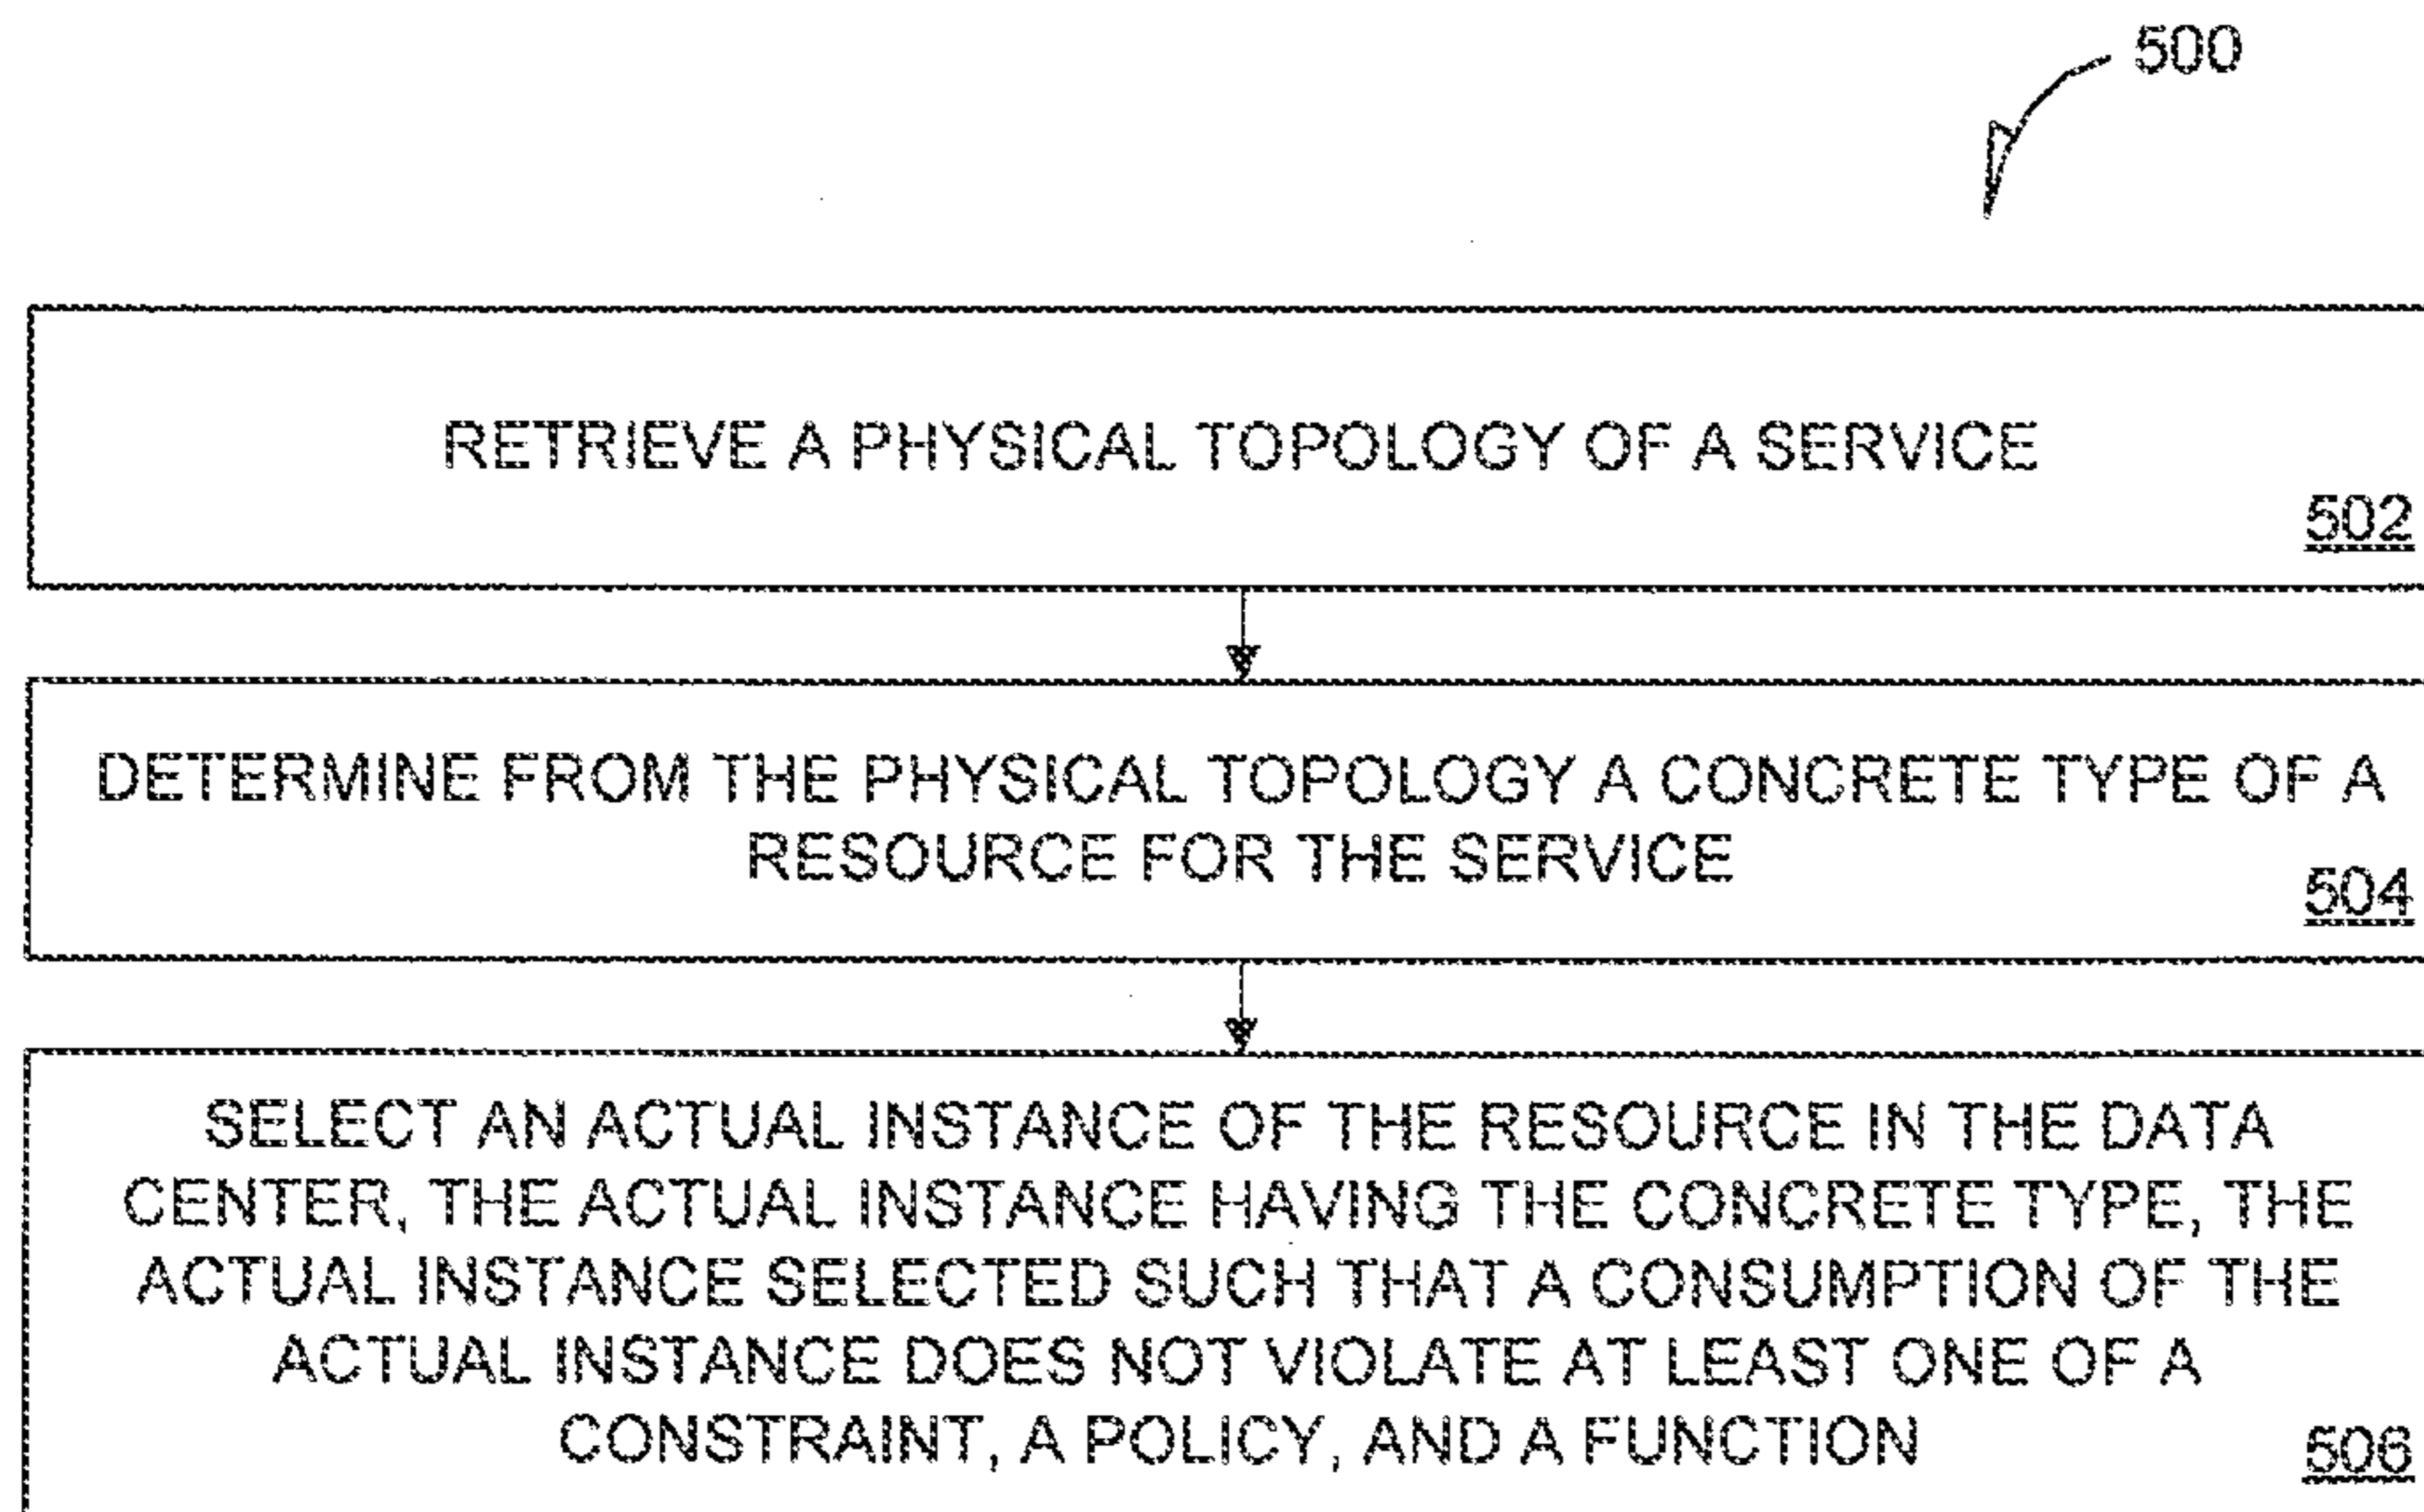 500
RETRIEVE A PHYSICAL TOPOLOGY OF A SERVICE
502
DETERMINE FROM THE PHYSICAL TOPOLOGY A CONCRETE TYPE OF A
RESOURCE FOR THE SERVICE
504
SELECT AN ACTUAL INSTANCE OF THE RESOURCE IN THE DATA
CENTER, THE ACTUAL INSTANCE HAVING THE CONCRETE TYPE, THE
ACTUAL INSTANCE SELECTED SUCH THAT A CONSUMPTION OF THE
ACTUAL INSTANCE DOES NOT VIOLATE AT LEAST ONE OF A
CONSTRAINT, A POLICY, AND A FUNCTION
506